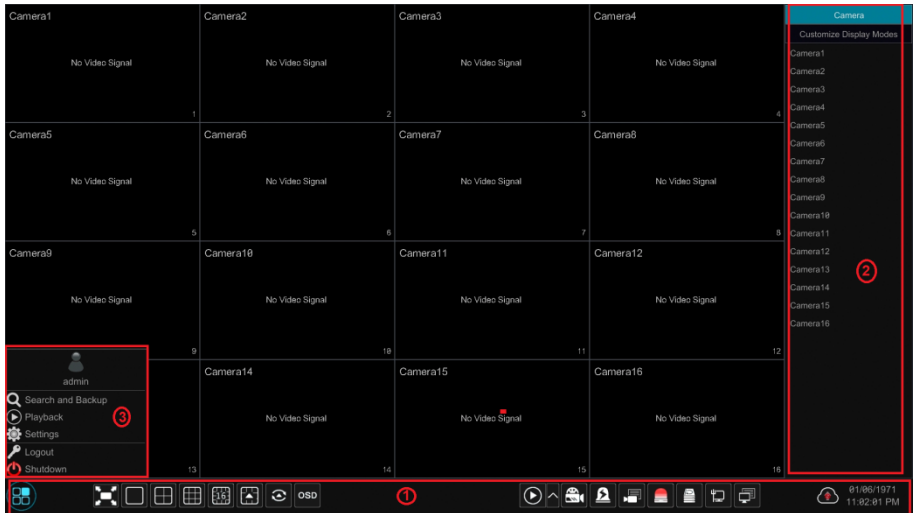 Camera1 Camera2 Camera3 Camera4 Camera
Customize Display Modes
No Video Signal No Video Signal No Video Signal No Video Signal
1 2 3 4
Camera5 Camera6 Camera7 Camera8
No Video Signal No Video Signal No Video Signal No Video Signal
5 6 7 8
Camera9 Camera10 Camera11 Camera12
No Video Signal No Video Signal No Video Signal No Video Signal
9 10 11 12
Camera14 Camera15 Camera16
No Video Signal No Video Signal No Video Signal
13 14 15 16
Camera1
Camera2
Camera3
Camera4
Camera5
Camera6
Camera7
Camera8
Camera9
Camera10
Camera11
Camera12
Camera13
Camera14
Camera15
Camera16
2
admin
Search and Backup
Playback
3
Settings
Logout
Shutdown
16 OSD 1 01/06/1971
11:02:01 PM